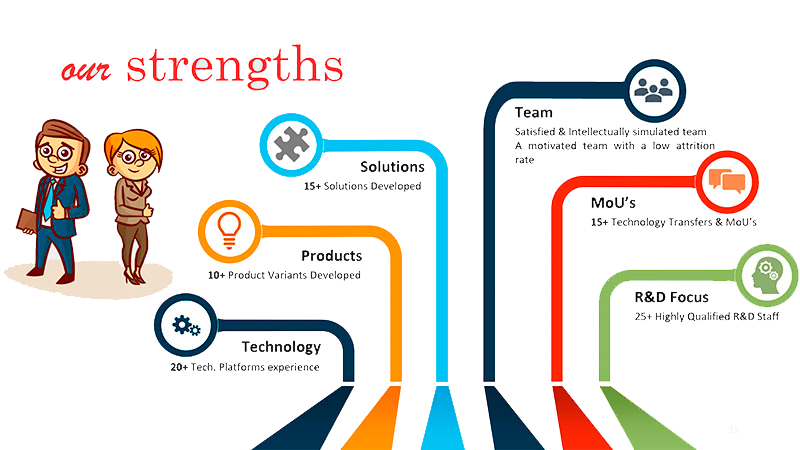 our strengths
Team
Satisfied & Intellectually simulated team
A motivated team with a low attrition
rate
Solutions
15+ Solutions Developed
MoU's
15+ Technology Transfers & MoU's
Products
10+ Product Variants Developed
R&D Focus
25+ Highly Qualified R&D Staff
Technology
20+ Tech. Platforms experience